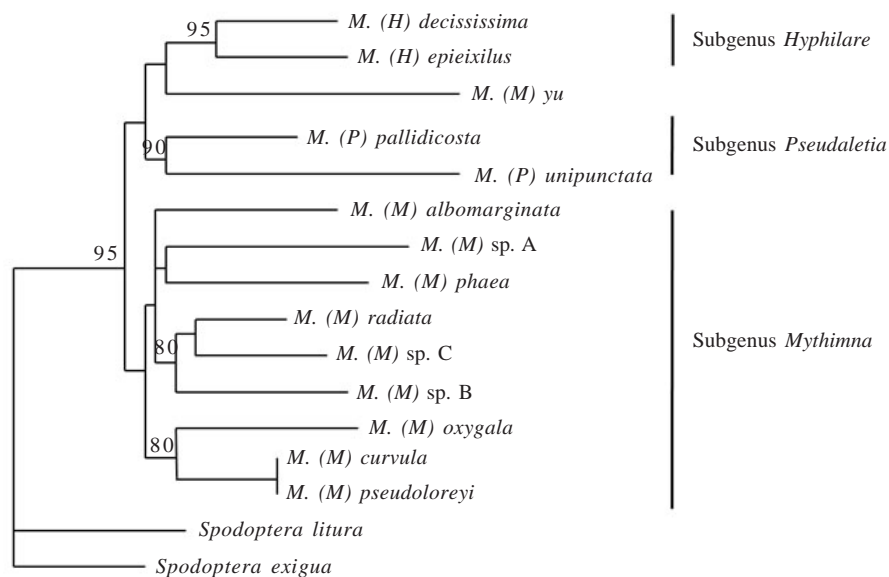 M. (H) decississima
95
Subgenus Hyphilare
M. (H) epieixilus
M. (M) yu
M. (P) pallidicosta
90
Subgenus Pseudaletia
M. (P) unipunctata
M. (M) albomarginata
M. (M) sp. A
95
M. (M) phaea
M. (M) radiata
Subgenus Mythimna
80
M. (M) sp. C
M. (M) sp. B
M. (M) oxygala
80
M. (M) curvula
M. (M) pseudoloreyi
Spodoptera litura
Spodoptera exigua